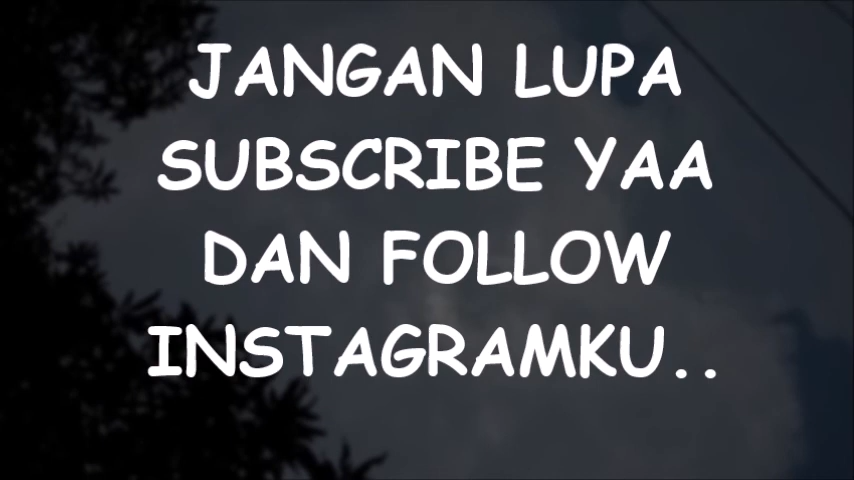 JANGAN LUPA
SUBSCRIBE YAA
DAN FOLLOW
INSTAGRAMKU..